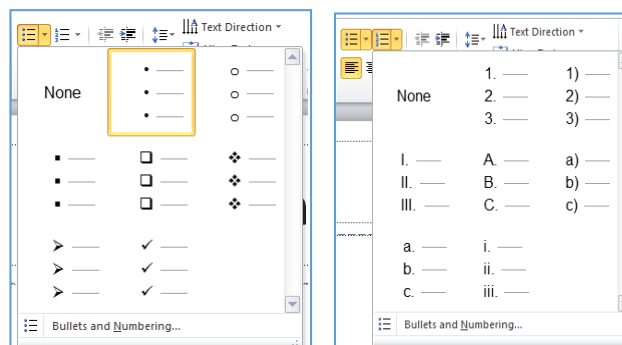 Text Direction
None
Bullets and Numbering...
Text Direction
None
1.
2.
3.
1)
2)
3)
I.
II.
III.
A.
B.
C.
a)
b)
c)
a.
b.
c.
i.
ii.
iii.
Bullets and Numbering...